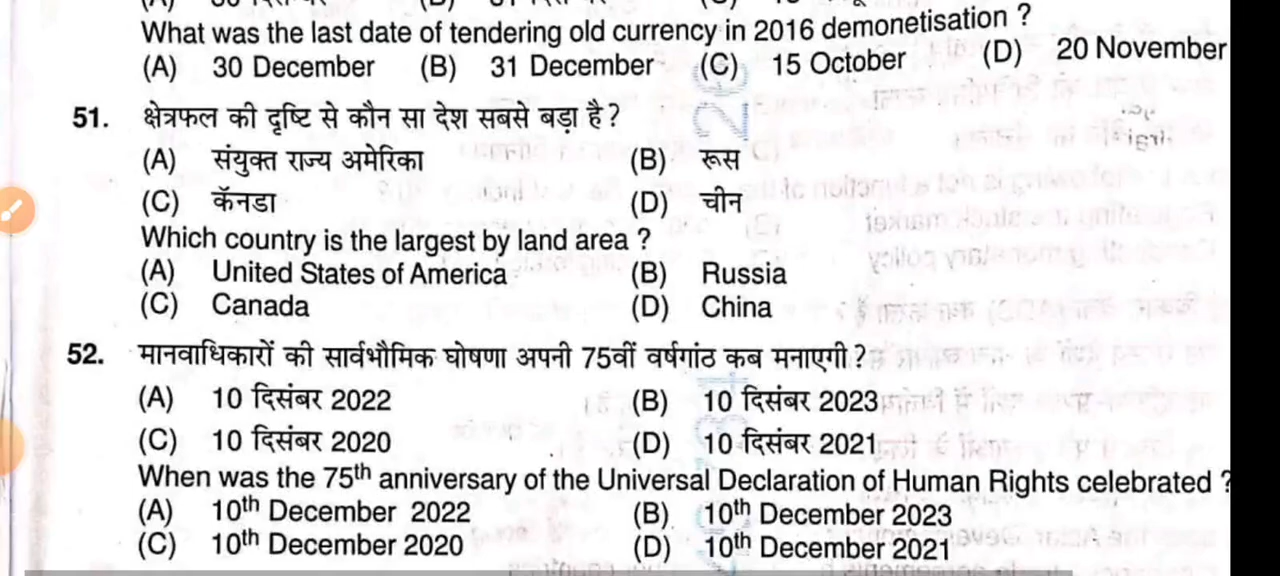 What was the last date of tendering old currency in 2016 demonetisation ?
(A) 30 December (B) 31 December (C) 15 October (D) 20 November
51. क्षेत्रफल की दृष्टि से कौन सा देश सबसे बड़ा है?
(A) संयुक्त राज्य अमेरिका (B) रूस
(C) कॅनडा (D) चीन
Which country is the largest by land area ?
(A) United States of America (B) Russia
(C) Canada (D) China
52. मानवाधिकारों की सार्वभौमिक घोषणा अपनी 75वीं वर्षगांठ कब मनाएगी?
(A) 10 दिसंबर 2022 (B) 10 दिसंबर 2023
(C) 10 दिसंबर 2020 (D) 10 दिसंबर 2021
When was the 75th anniversary of the Universal Declaration of Human Rights celebrated ?
(A) 10th December 2022 (B) 10th December 2023
(C) 10th December 2020 (D) 10th December 2021